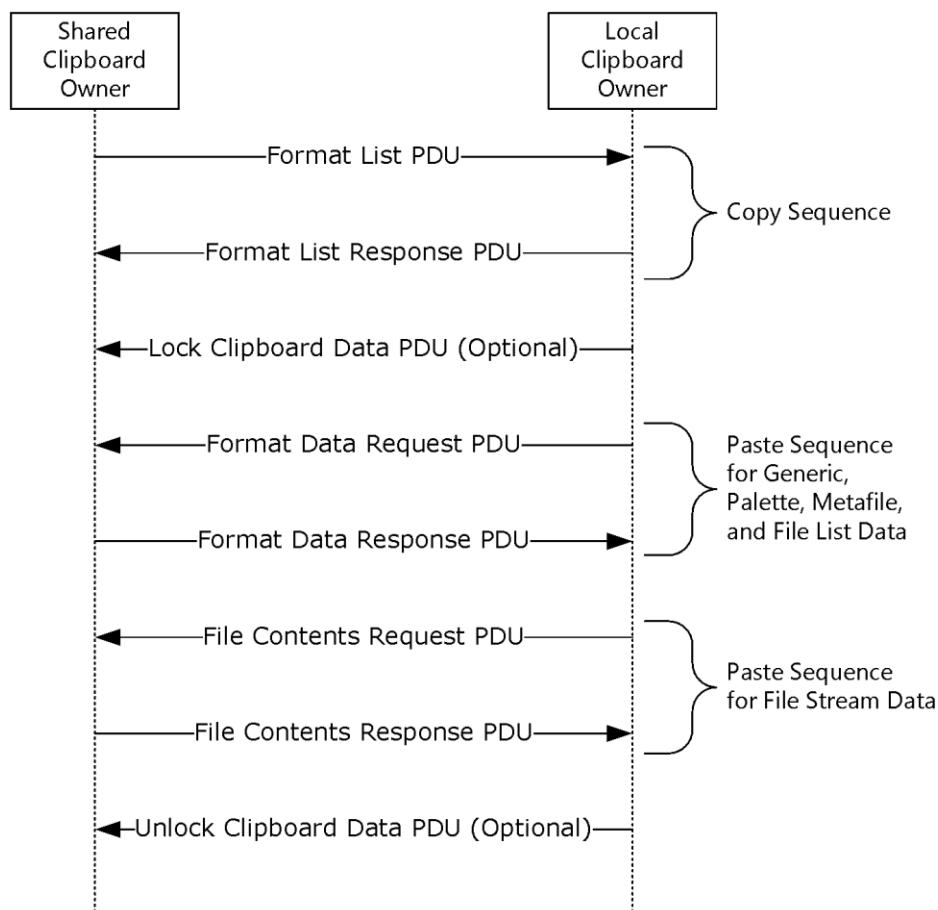 Shared
Clipboard
Owner
Local
Clipboard
Owner
Format List PDU
Copy Sequence
Format List Response PDU
Lock Clipboard Data PDU (Optional)
Format Data Request PDU
Paste Sequence
for Generic,
Palette, Metafile,
and File List Data
Format Data Response PDU
File Contents Request PDU
Paste Sequence
for File Stream Data
File Contents Response PDU
Unlock Clipboard Data PDU (Optional)